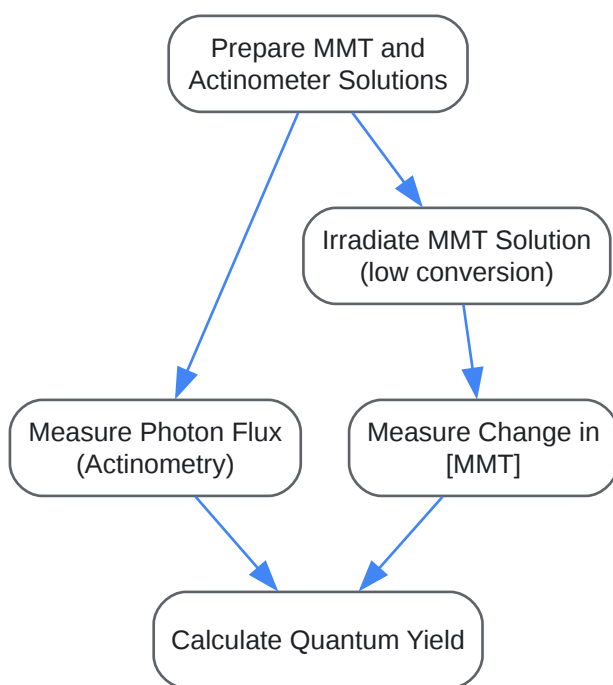 Prepare MMT and
Actinometer Solutions
Irradiate MMT Solution
(low conversion)
Measure Photon Flux
(Actinometry)
Measure Change in
[MMT]
Calculate Quantum Yield